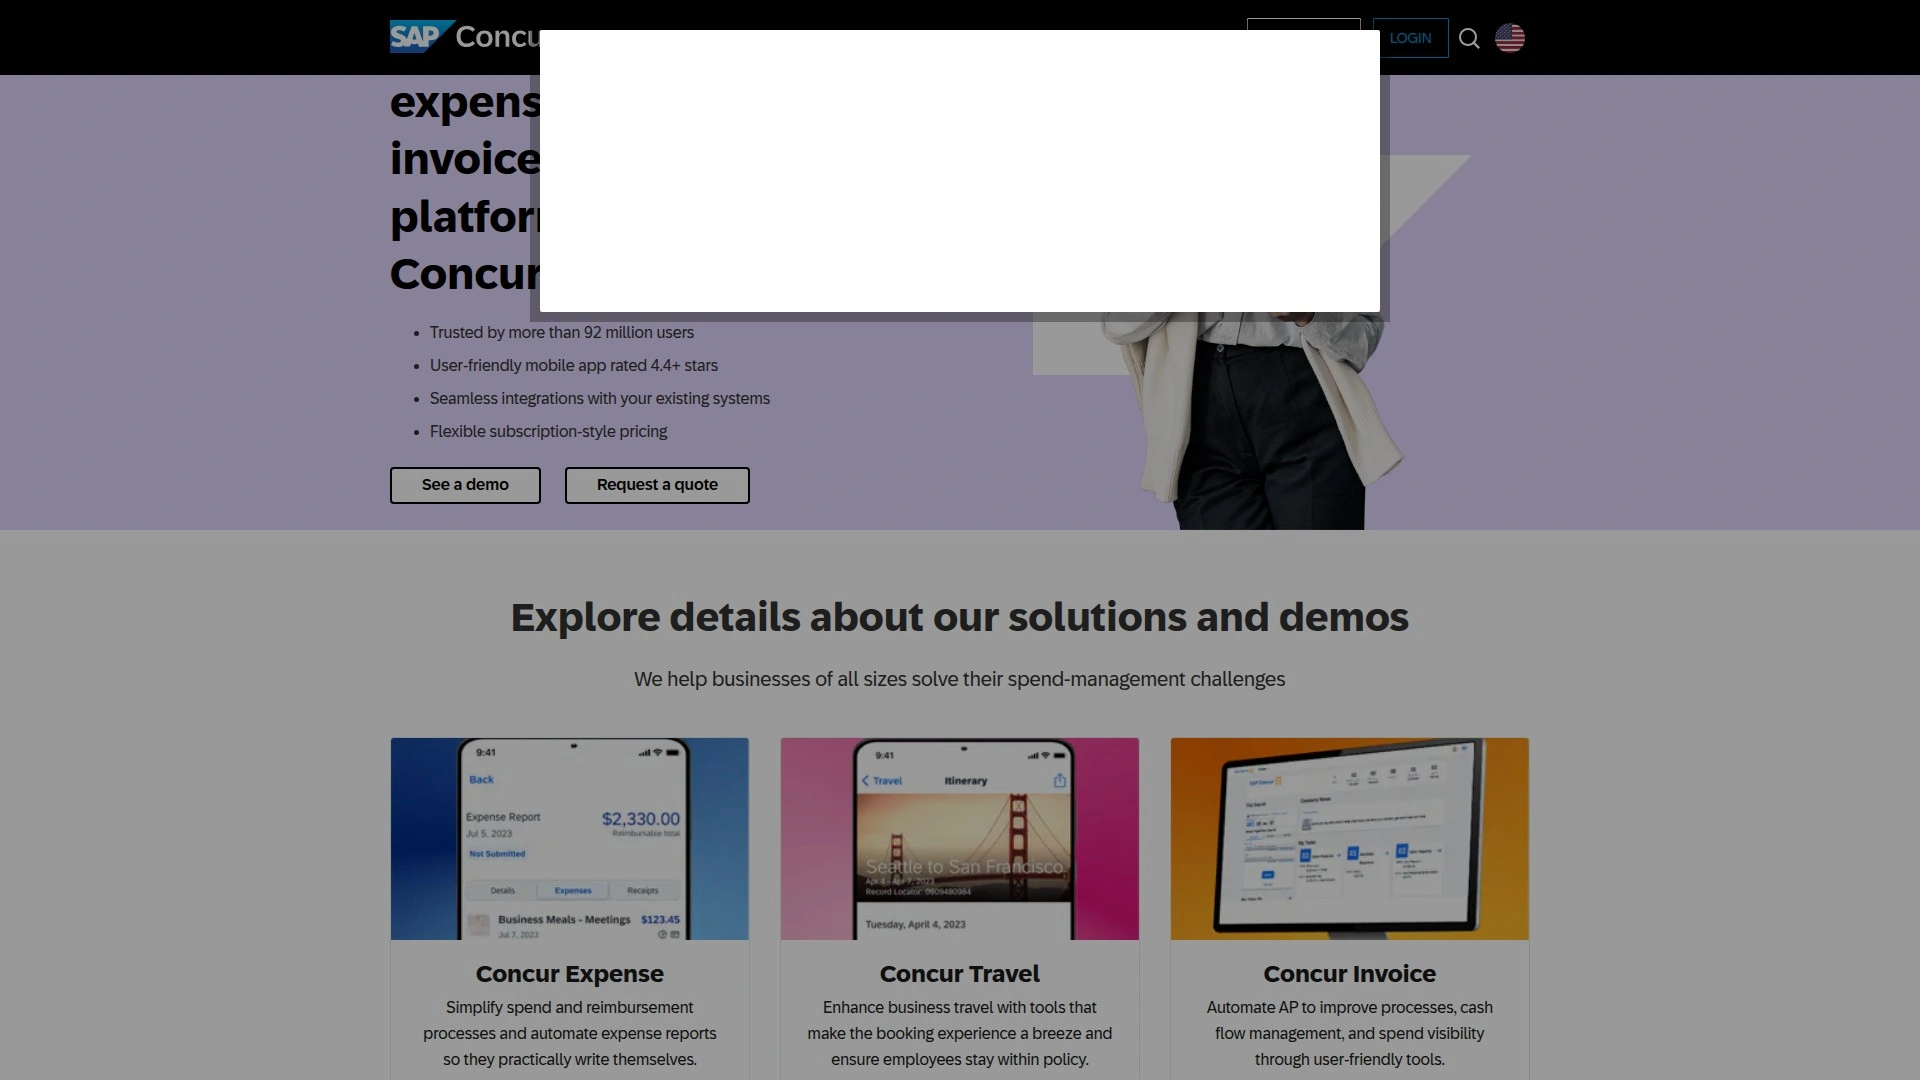 SAP Concu
LOGIN
expens
invoice
platfor
Concur
Trusted by more than 92 million users
User-friendly mobile app rated 4.4+ stars
Seamless integrations with your existing systems
Flexible subscription-style pricing
See a demo
Request a quote
Explore details about our solutions and demos
We help businesses of all sizes solve their spend-management challenges
9:41
Back
Expense Report
$2,330.00
Jul 5, 2023
Reimbursable total
Not Submitted
Details
Expenses
Receipts
Business Meals - Meetings
$123.45
Jul 7, 2023
9:41
Travel
Itinerary
Seattle to San Francisco
Apr 4 - Apr 7, 2023
Record Locator: 0909480984
Tuesday, April 4, 2023
SAP Concur
Concur Expense
Simplify spend and reimbursement
processes and automate expense reports
so they practically write themselves.
Concur Travel
Enhance business travel with tools that
make the booking experience a breeze and
ensure employees stay within policy.
Concur Invoice
Automate AP to improve processes, cash
flow management, and spend visibility
through user-friendly tools.